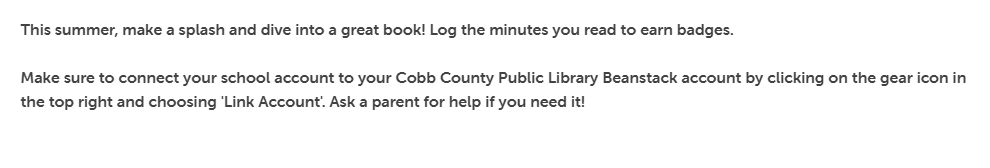 This summer, make a splash and dive into a great book! Log the minutes you read to earn badges.
Make sure to connect your school account to your Cobb County Public Library Beanstack account by clicking on the gear icon in
the top right and choosing 'Link Account'. Ask a parent for help if you need it!